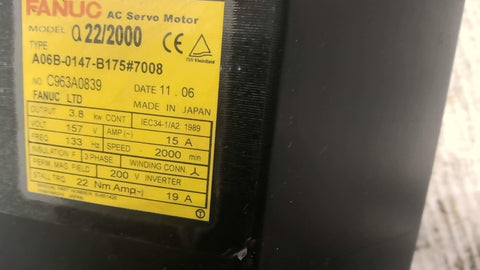 FANUC AC Servo Motor
MODEL α 22/2000
TYPE
A06B-0147-B175#7008
NO. C963A0839 DATE 11.06
FANUC LTD MADE IN JAPAN
OUTPUT 3.8 kW CONT IEC34-1/A2. 1989
VOLT 157 V AMP (~) 15 A
FREQ. 133 Hz SPEED 2000 min
INSULATION F 3 PHASE WINDING CONN.
PERM. MAG. FIELD 200 V INVERTER
STALL TRQ. 22 Nm Amp(~) 19 A
JAPAN
TÜV Rheinland